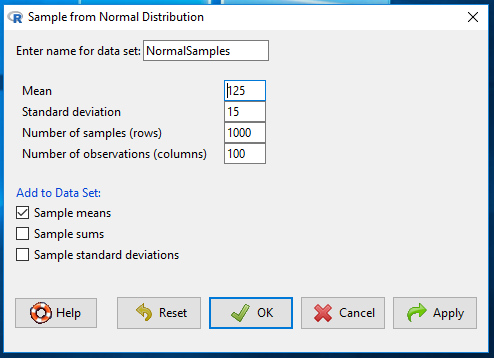 Sample from Normal Distribution
Enter name for data set: NormalSamples
Mean 125
Standard deviation 15
Number of samples (rows) 1000
Number of observations (columns) 100
Add to Data Set:
Sample means
Sample sums
Sample standard deviations
Help Reset OK Cancel Apply